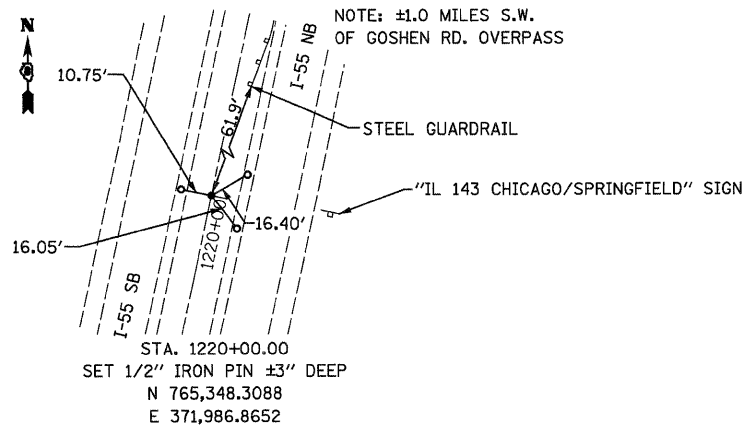 NOTE: ±1.0 MILES S.W.
OF GOSHEN RD. OVERPASS
N
I-55 NB
10.75'
61.9'
STEEL GUARDRAIL
"IL 143 CHICAGO/SPRINGFIELD" SIGN
16.40'
1220+00
16.05'
I-55 SB
STA. 1220+00.00
SET 1/2" IRON PIN ±3" DEEP
N 765,348.3088
E 371,986.8652